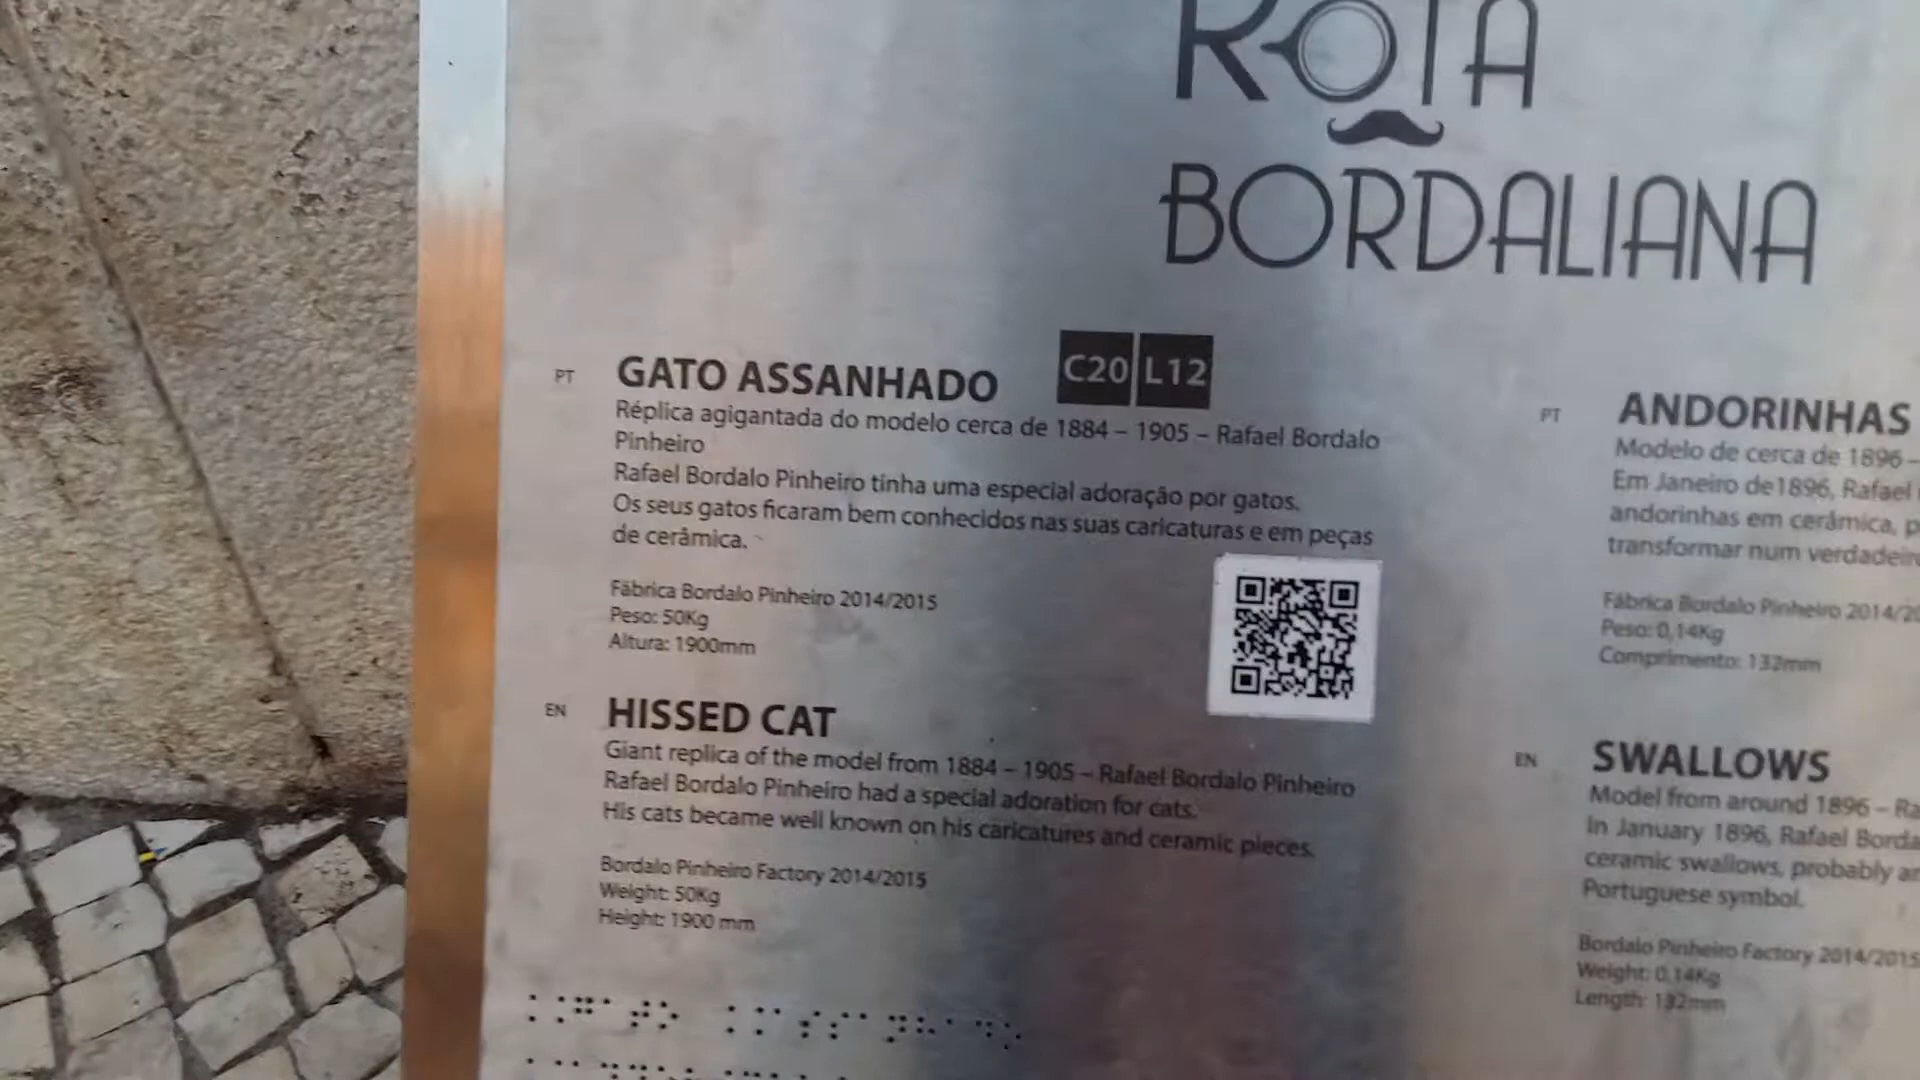 ROTA
BORDALIANA
PT
GATO ASSANHADO
C20 L12
Réplica agigantada do modelo cerca de 1884 – 1905 – Rafael Bordalo
Pinheiro
Rafael Bordalo Pinheiro tinha uma especial adoração por gatos.
Os seus gatos ficaram bem conhecidos nas suas caricaturas e em peças
de cerâmica.
Fábrica Bordalo Pinheiro 2014/2015
Peso: 50Kg
Altura: 1900mm
EN
HISSED CAT
Giant replica of the model from 1884 – 1905 – Rafael Bordalo Pinheiro
Rafael Bordalo Pinheiro had a special adoration for cats.
His cats became well known on his caricatures and ceramic pieces.
Bordalo Pinheiro Factory 2014/2015
Weight: 50Kg
Height: 1900 mm
PT
ANDORINHAS
Modelo de cerca de 1896 –
Em Janeiro de1896, Rafael
andorinhas em cerâmica, p
transformar num verdadeir
Fábrica Bordalo Pinheiro 2014/20
Peso: 0,14Kg
Comprimento: 132mm
EN
SWALLOWS
Model from around 1896 – Ra
In January 1896, Rafael Borda
ceramic swallows, probably a
Portuguese symbol.
Bordalo Pinheiro Factory 2014/2015
Weight: 0,14Kg
Length: 132mm